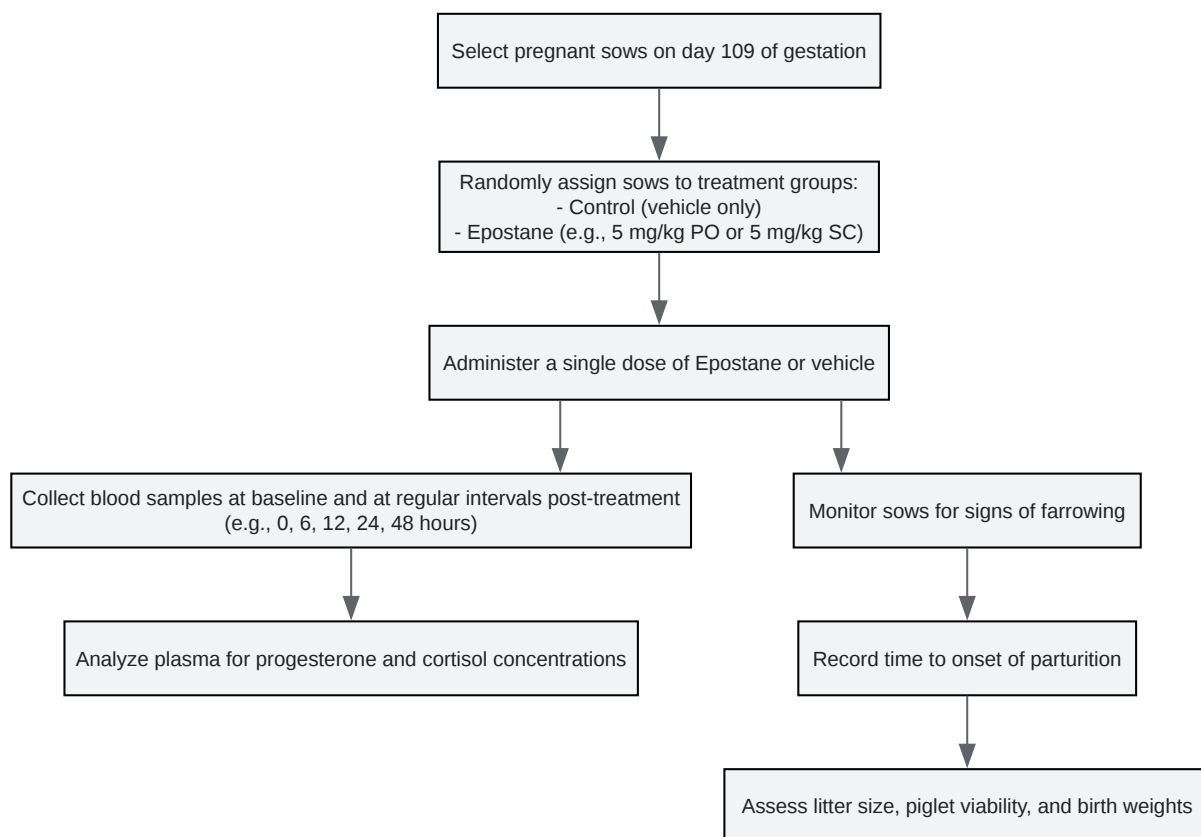 Select pregnant sows on day 109 of gestation
Randomly assign sows to treatment groups:
- Control (vehicle only)
- Epostane (e.g., 5 mg/kg PO or 5 mg/kg SC)
Administer a single dose of Epostane or vehicle
Collect blood samples at baseline and at regular intervals post-treatment
(e.g., 0, 6, 12, 24, 48 hours)
Monitor sows for signs of farrowing
Analyze plasma for progesterone and cortisol concentrations
Record time to onset of parturition
Assess litter size, piglet viability, and birth weights